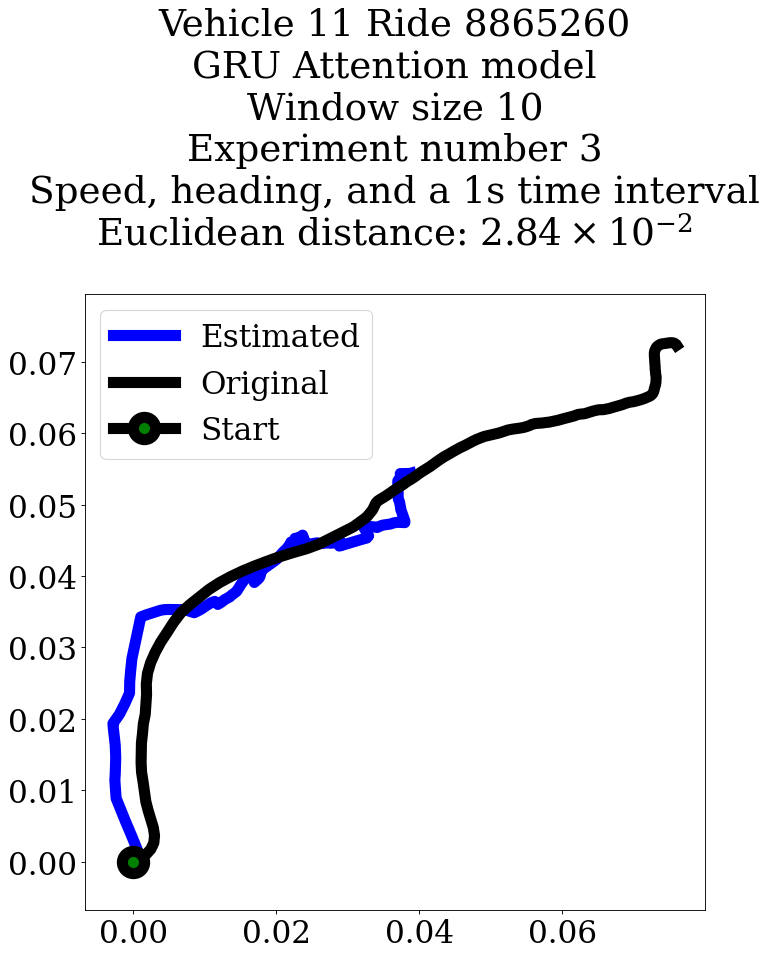 Vehicle 11 Ride 8865260
GRU Attention model
Window size 10
Experiment number 3
Speed, heading, and a 1s time interval
Euclidean distance: 2.84 × 10⁻²
Estimated
Original
Start
0.07
0.06
0.05
0.04
0.03
0.02
0.01
0.00
0.00 0.02 0.04 0.06